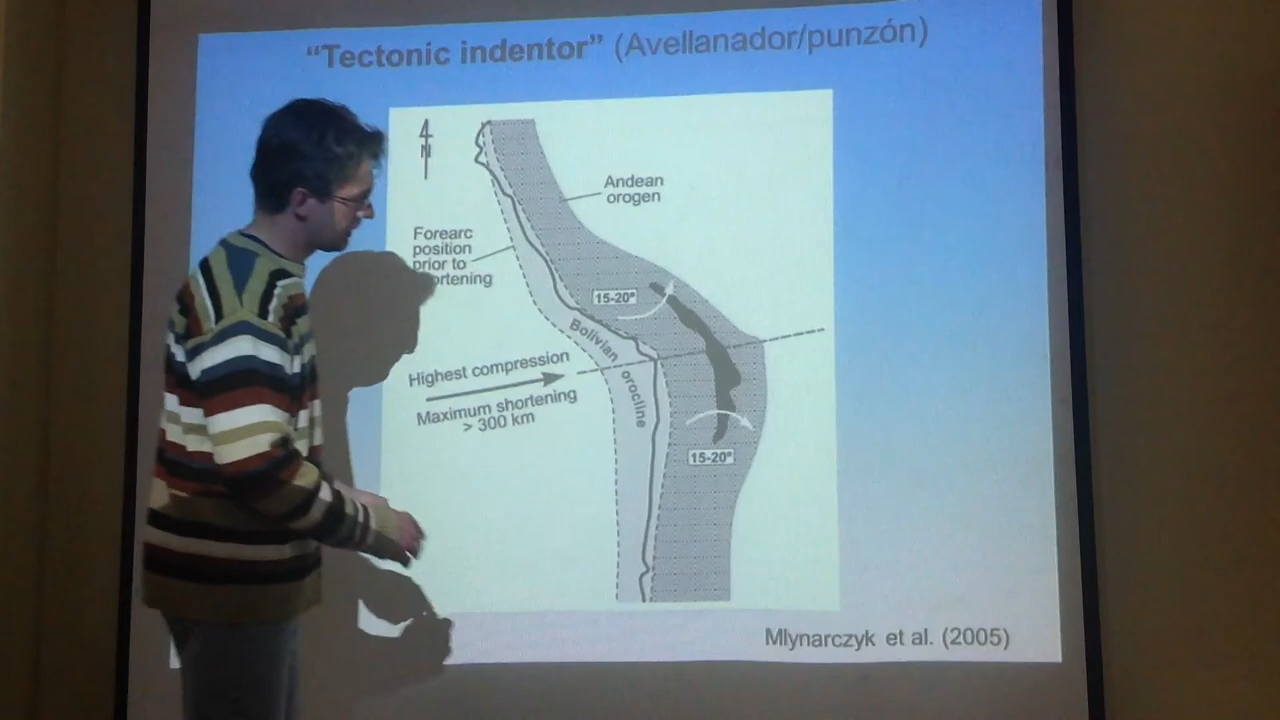 “Tectonic indentor” (Avellanador/punzón)
N
Andean
orogen
Forearc
position
prior to
ortening
15-20°
Bolivian
orocline
Highest compression
Maximum shortening
> 300 km
15-20°
Mlynarczyk et al. (2005)